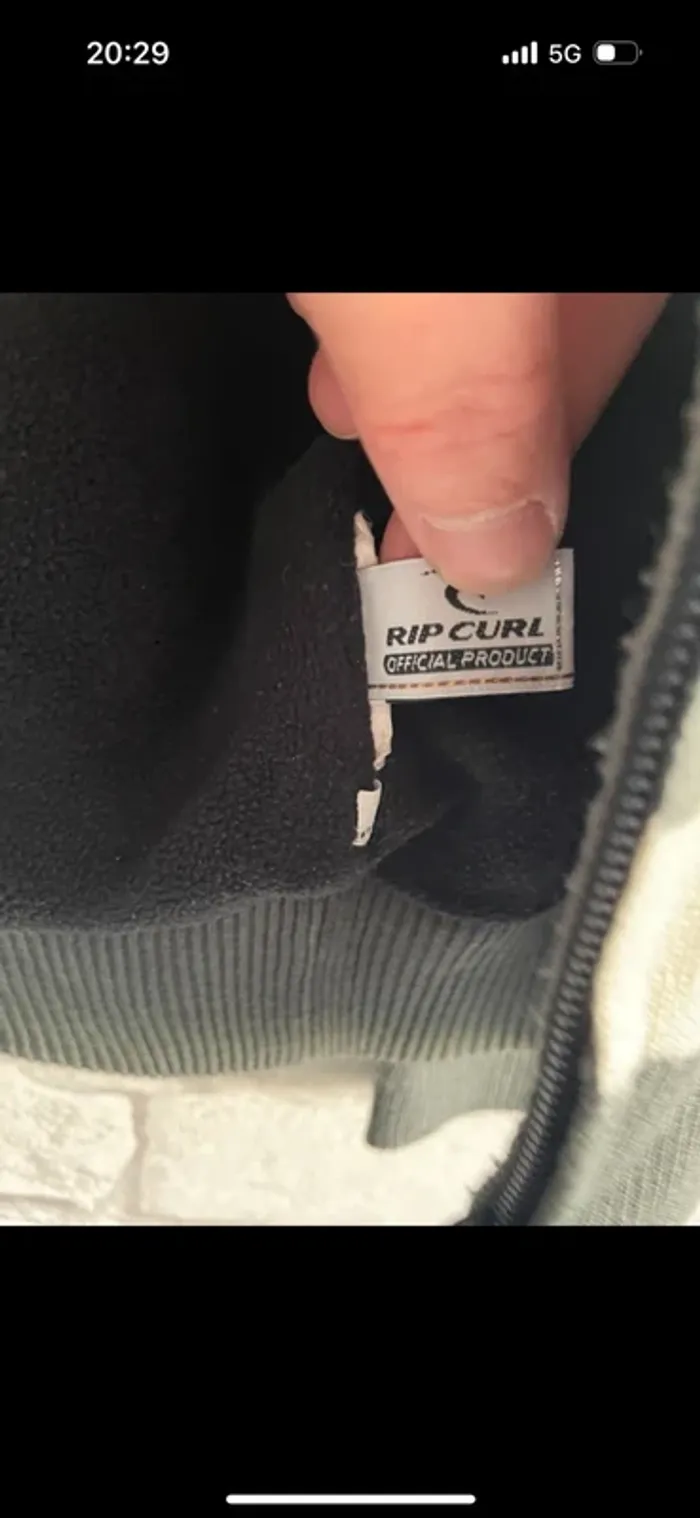 20:29
5G
RIP CURL
OFFICIAL PRODUCT